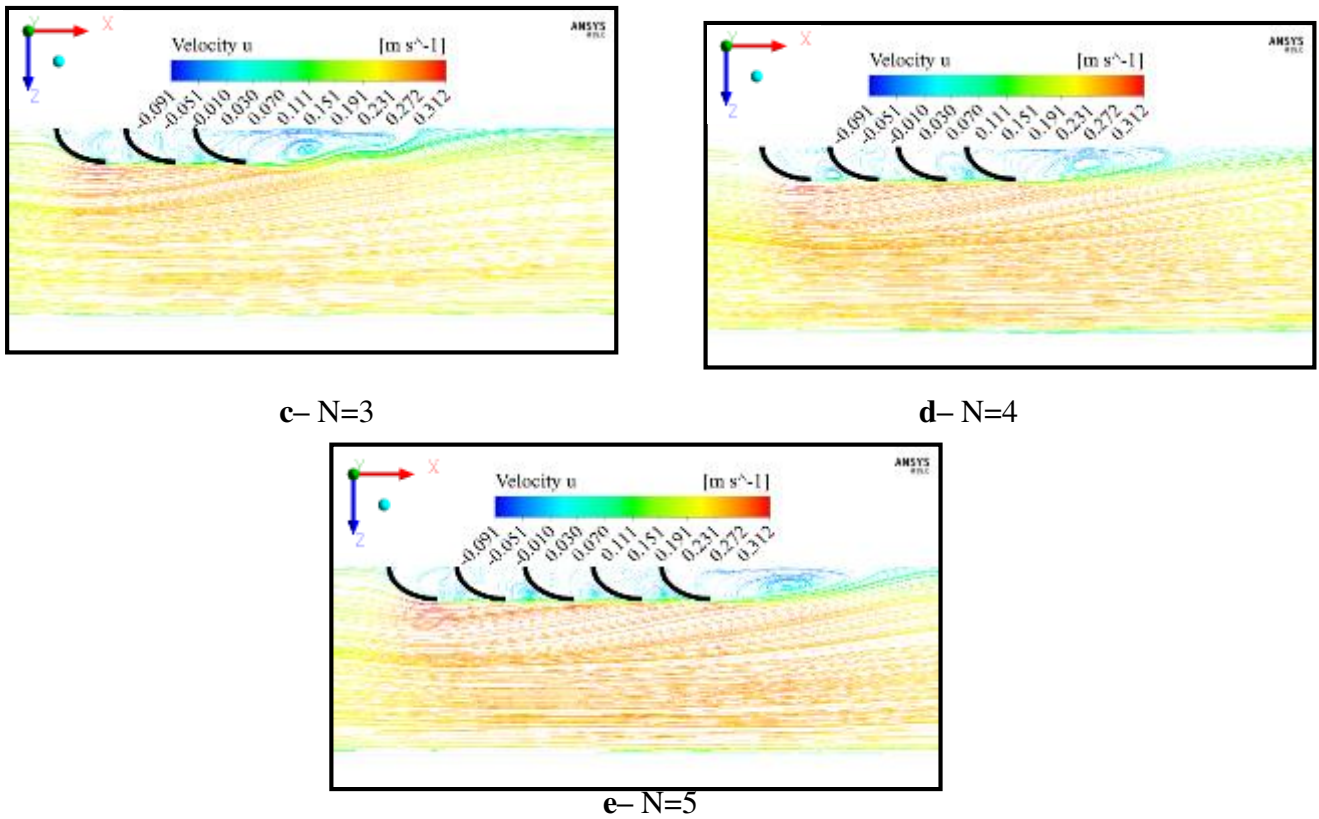 X
Y
Z
ANSYS
Velocity u [m s^-1]
-0.091 -0.051 -0.010 0.030 0.070 0.111 0.151 0.191 0.231 0.272 0.312
X
Y
Z
ANSYS
Velocity u [m s^-1]
-0.091 -0.051 -0.010 0.030 0.070 0.111 0.151 0.191 0.231 0.272 0.312
c– N=3
d– N=4
X
Y
Z
ANSYS
Velocity u [m s^-1]
-0.091 -0.051 -0.010 0.030 0.070 0.111 0.151 0.191 0.231 0.272 0.312
e– N=5